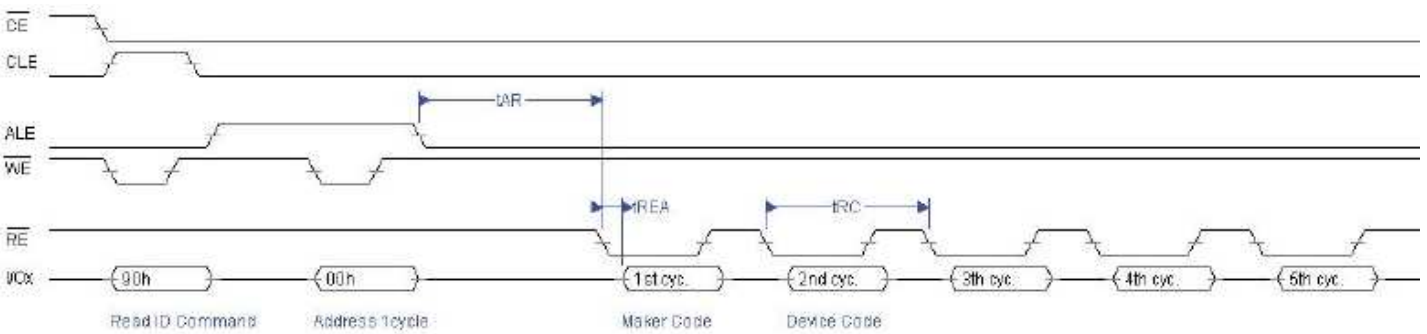 CE
CLE
tAR
ALE
WE
tREA
tRC
RE
I/Ox 90h 00h 1st cyc. 2nd cyc. 3th cyc. 4th cyc. 5th cyc.
Read ID Command Address 1cycle Maker Code Device Code